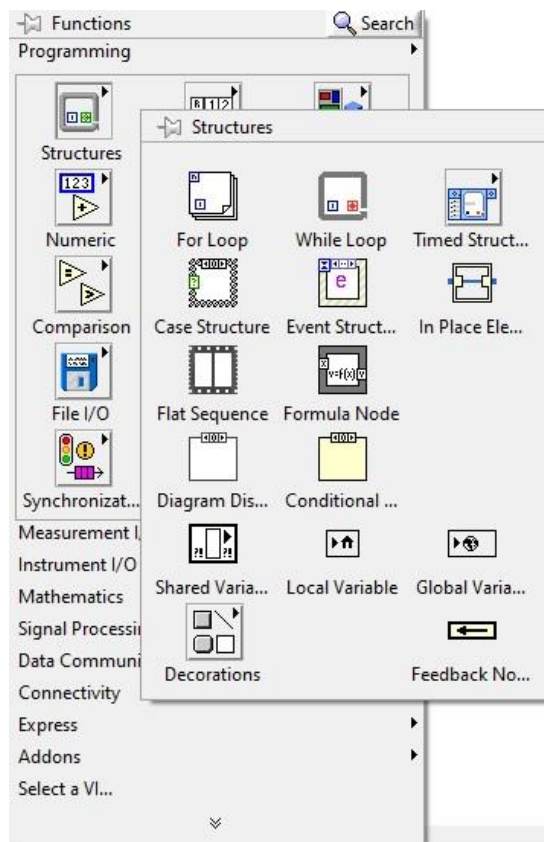 Functions
Search
Programming
Structures
Structures
For Loop
While Loop
Timed Struct...
Numeric
Case Structure
Event Struct...
In Place Ele...
Comparison
Flat Sequence
Formula Node
File I/O
Diagram Dis...
Conditional ...
Synchronizat...
Shared Varia...
Local Variable
Global Varia...
Decorations
Feedback No...
Measurement I
Instrument I/O
Mathematics
Signal Processi
Data Communi
Connectivity
Express
Addons
Select a VI...